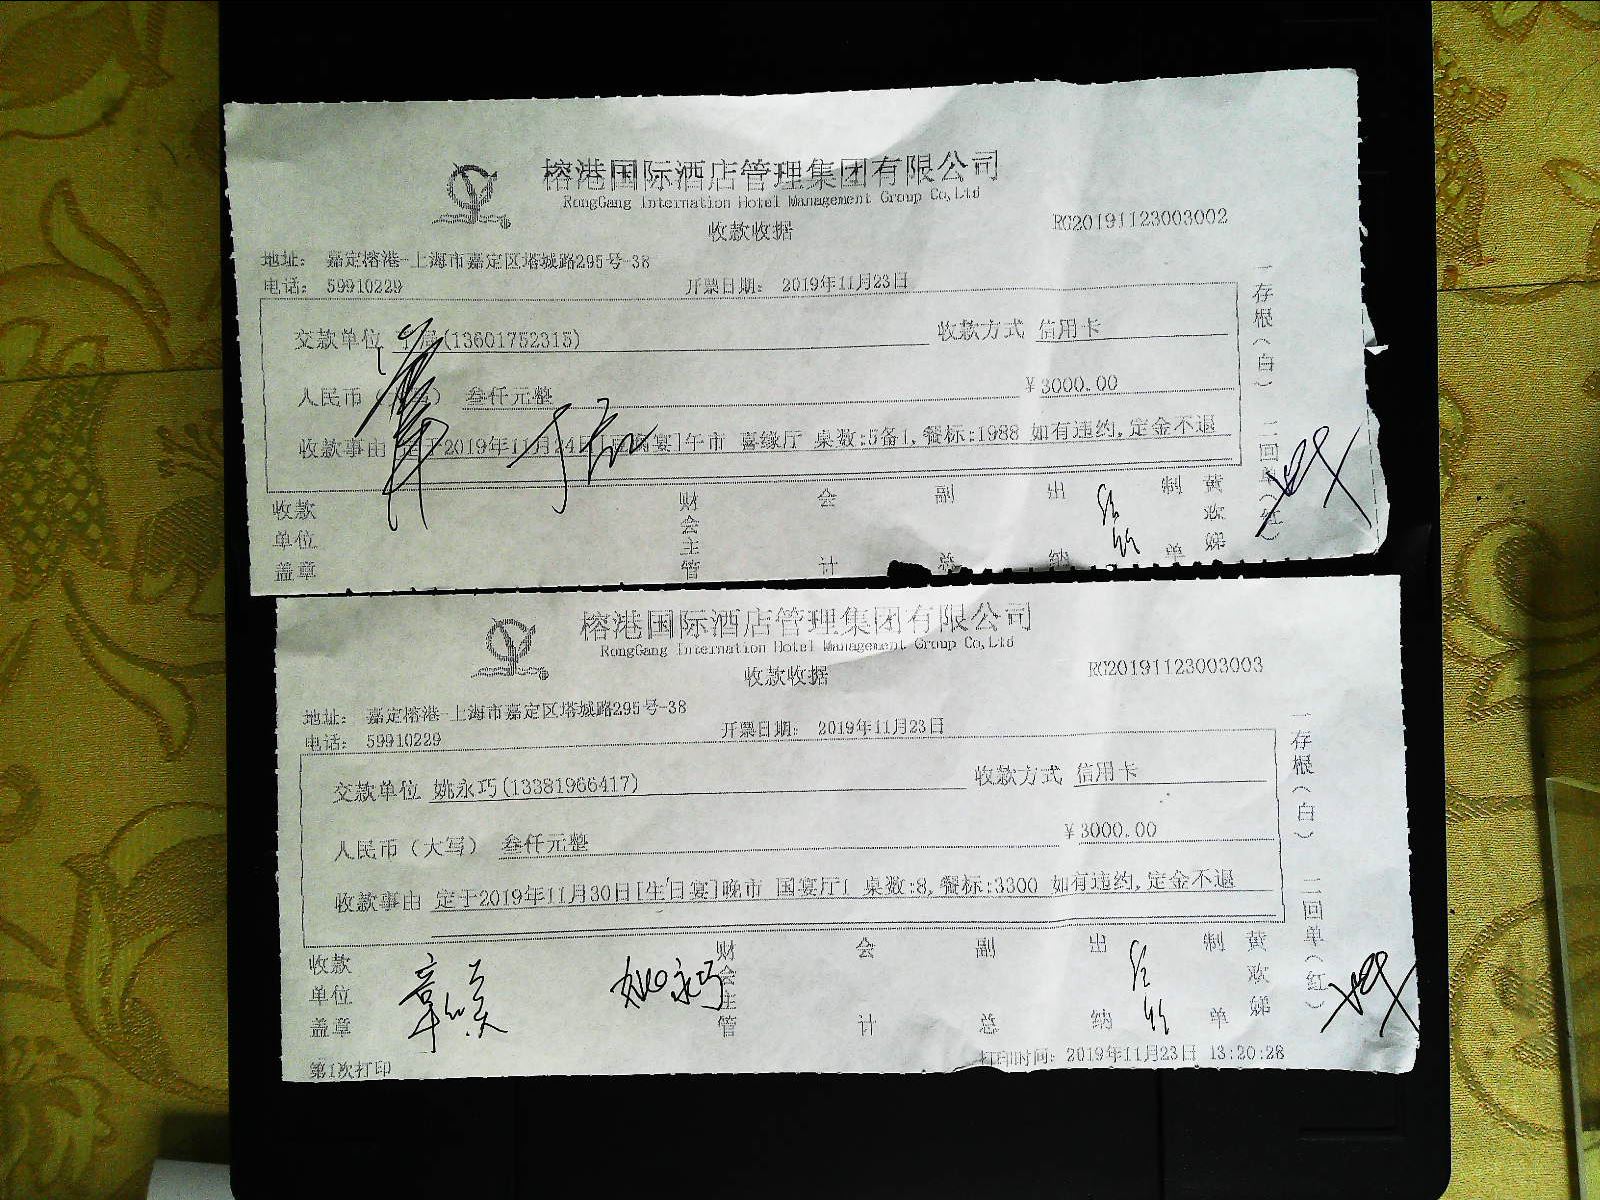 榕港国际酒店管理集团有限公司
RongGang Internation Hotel Management Group Co,Ltd
收款收据
RG20191123003002
地址： 嘉定榕港-上海市嘉定区塔城路295号-38
电话： 59910229
开票日期： 2019年11月23日
交款单位 (13601752315)
收款方式 信用卡
人民币（大写） 叁仟元整
￥3000.00
收款事由 定于2019年11月24日[ 宴]午市 喜缘厅 桌数:5备1,餐标:1988 如有违约,定金不退
收款单位盖章
财会主管
会计
副总
出纳
制单
黄欢娣
一存根（白） 二回单（红）
榕港国际酒店管理集团有限公司
RongGang Internation Hotel Management Group Co,Ltd
收款收据
RG20191123003003
地址： 嘉定榕港-上海市嘉定区塔城路295号-38
电话： 59910229
开票日期： 2019年11月23日
交款单位 姚永巧(13381966417)
收款方式 信用卡
人民币（大写） 叁仟元整
￥3000.00
收款事由 定于2019年11月30日[生日宴]晚市 国宴厅1 桌数:8,餐标:3300 如有违约,定金不退
收款单位盖章
姚永巧
财会主管
会计
副总
出纳
制单
黄欢娣
一存根（白） 二回单（红）
第1次打印
打印时间: 2019年11月23日 13:20:28